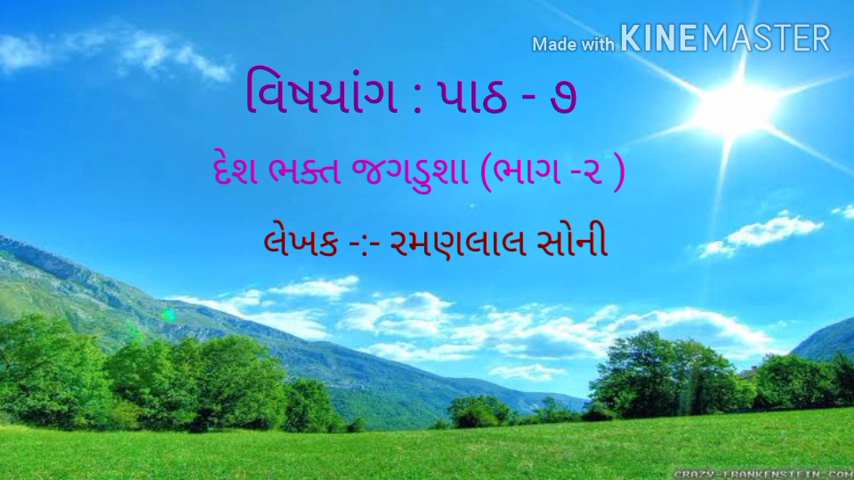 Made with KINEMASTER
વિષયાંગ : પાઠ - ૭
દેશ ભક્ત જગડુશા (ભાગ -૨ )
લેખક -:- રમણલાલ સોની
CRAZY-FRANKENSTEIN.COM